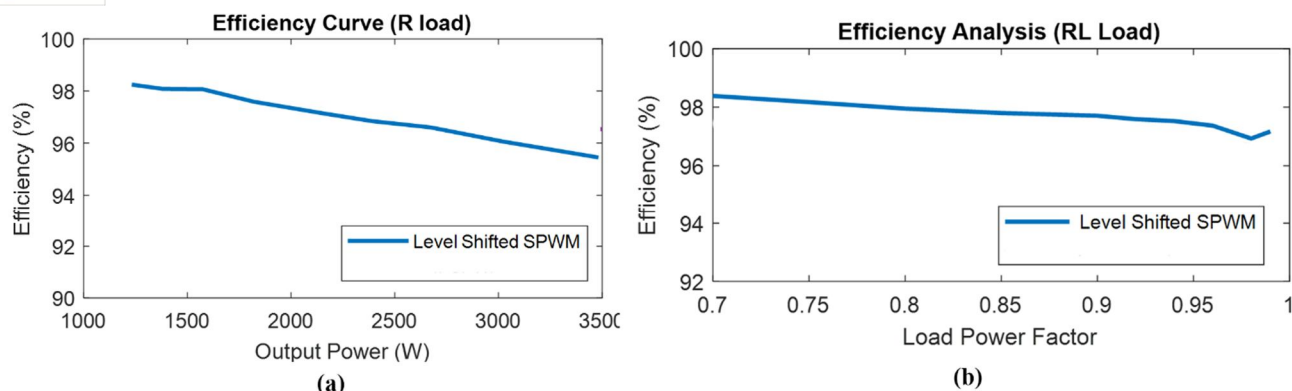 Efficiency Curve (R load)
100
98
96
94
92
90
Efficiency (%)
Level Shifted SPWM
1000 1500 2000 2500 3000 3500
Output Power (W)
(a)
Efficiency Analysis (RL Load)
100
98
96
94
92
Efficiency (%)
Level Shifted SPWM
0.7 0.75 0.8 0.85 0.9 0.95 1
Load Power Factor
(b)